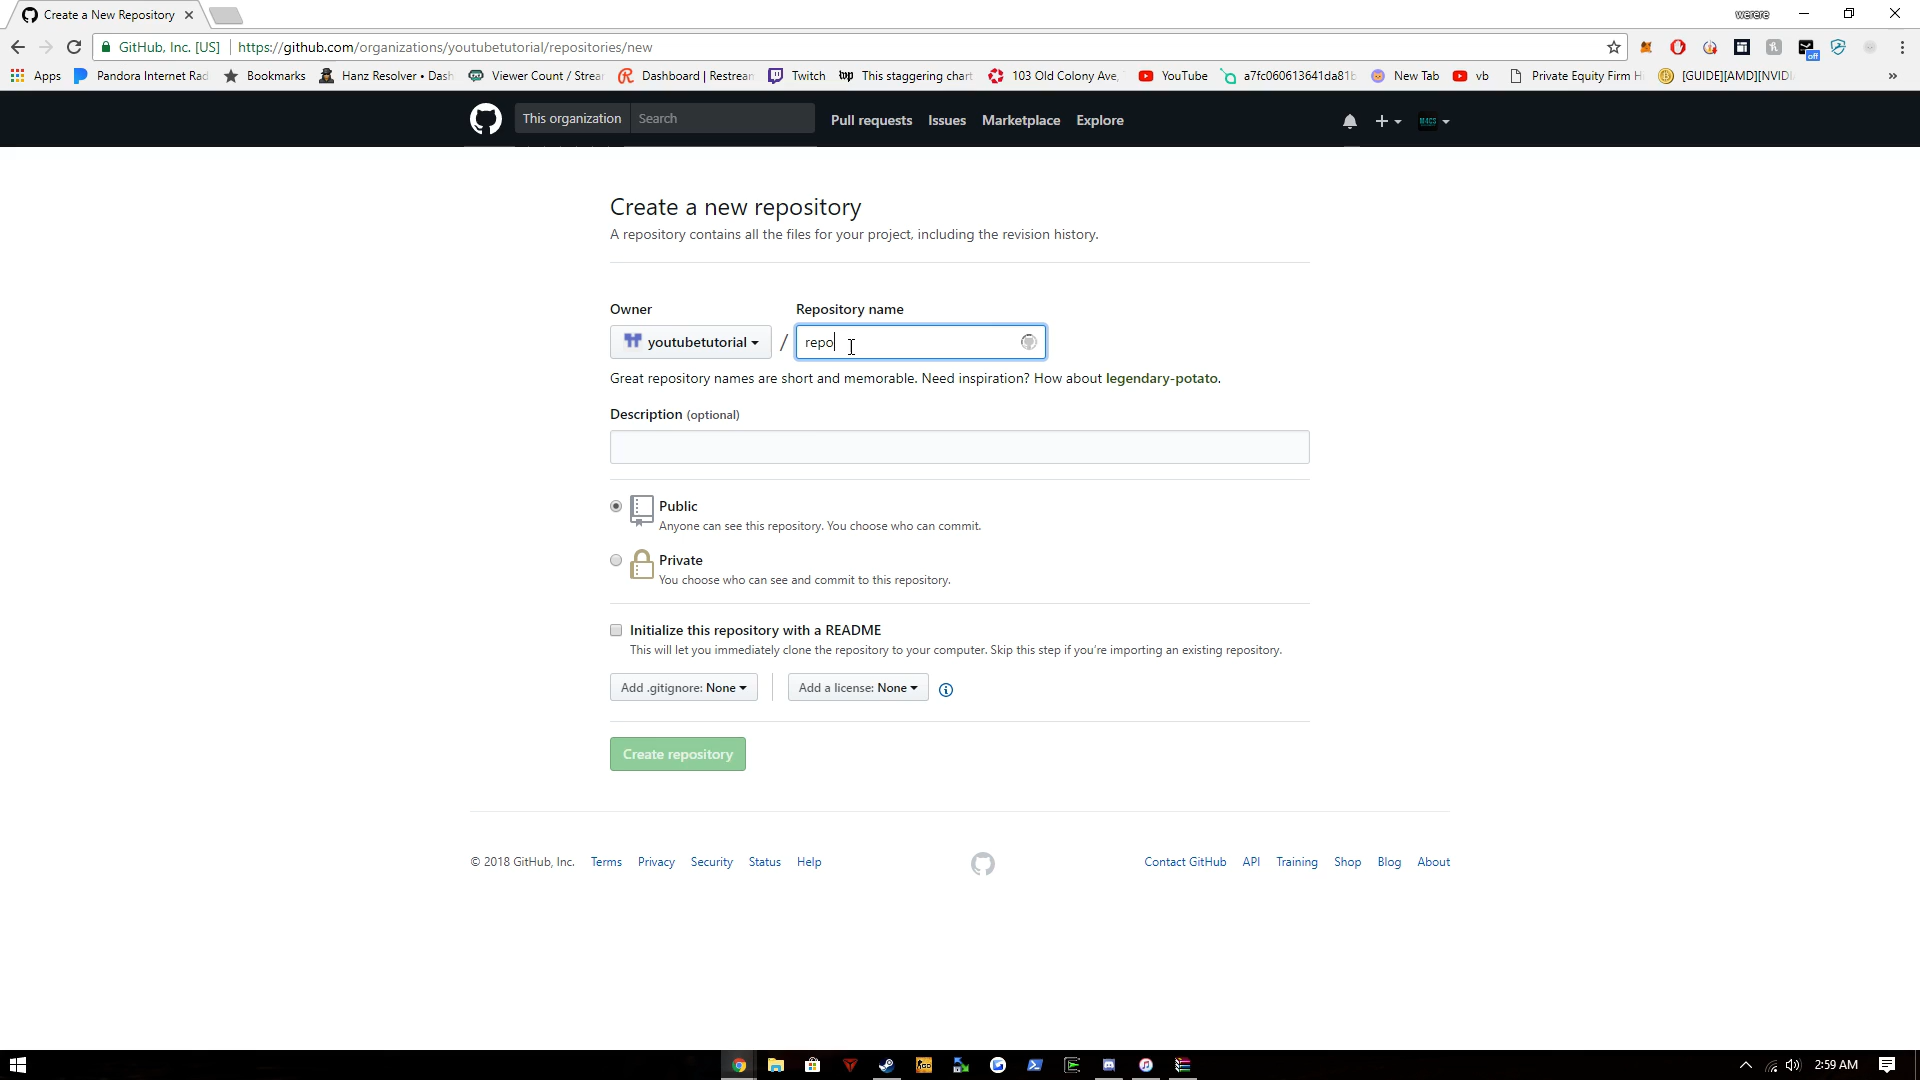 Create a New Repository
werere
GitHub, Inc. [US] https://github.com/organizations/youtubetutorial/repositories/new
Apps Pandora Internet Rad Bookmarks Hanz Resolver • Dash Viewer Count / Strea Dashboard | Restrean Twitch This staggering chart 103 Old Colony Ave, YouTube a7fc060613641da81b New Tab vb Private Equity Firm H [GUIDE][AMD][NVIDI
This organization Search Pull requests Issues Marketplace Explore
Create a new repository
A repository contains all the files for your project, including the revision history.
Owner Repository name
youtubetutorial / repo
Great repository names are short and memorable. Need inspiration? How about legendary-potato.
Description (optional)
Public
Anyone can see this repository. You choose who can commit.
Private
You choose who can see and commit to this repository.
Initialize this repository with a README
This will let you immediately clone the repository to your computer. Skip this step if you're importing an existing repository.
Add .gitignore: None Add a license: None
Create repository
© 2018 GitHub, Inc. Terms Privacy Security Status Help Contact GitHub API Training Shop Blog About
2:59 AM